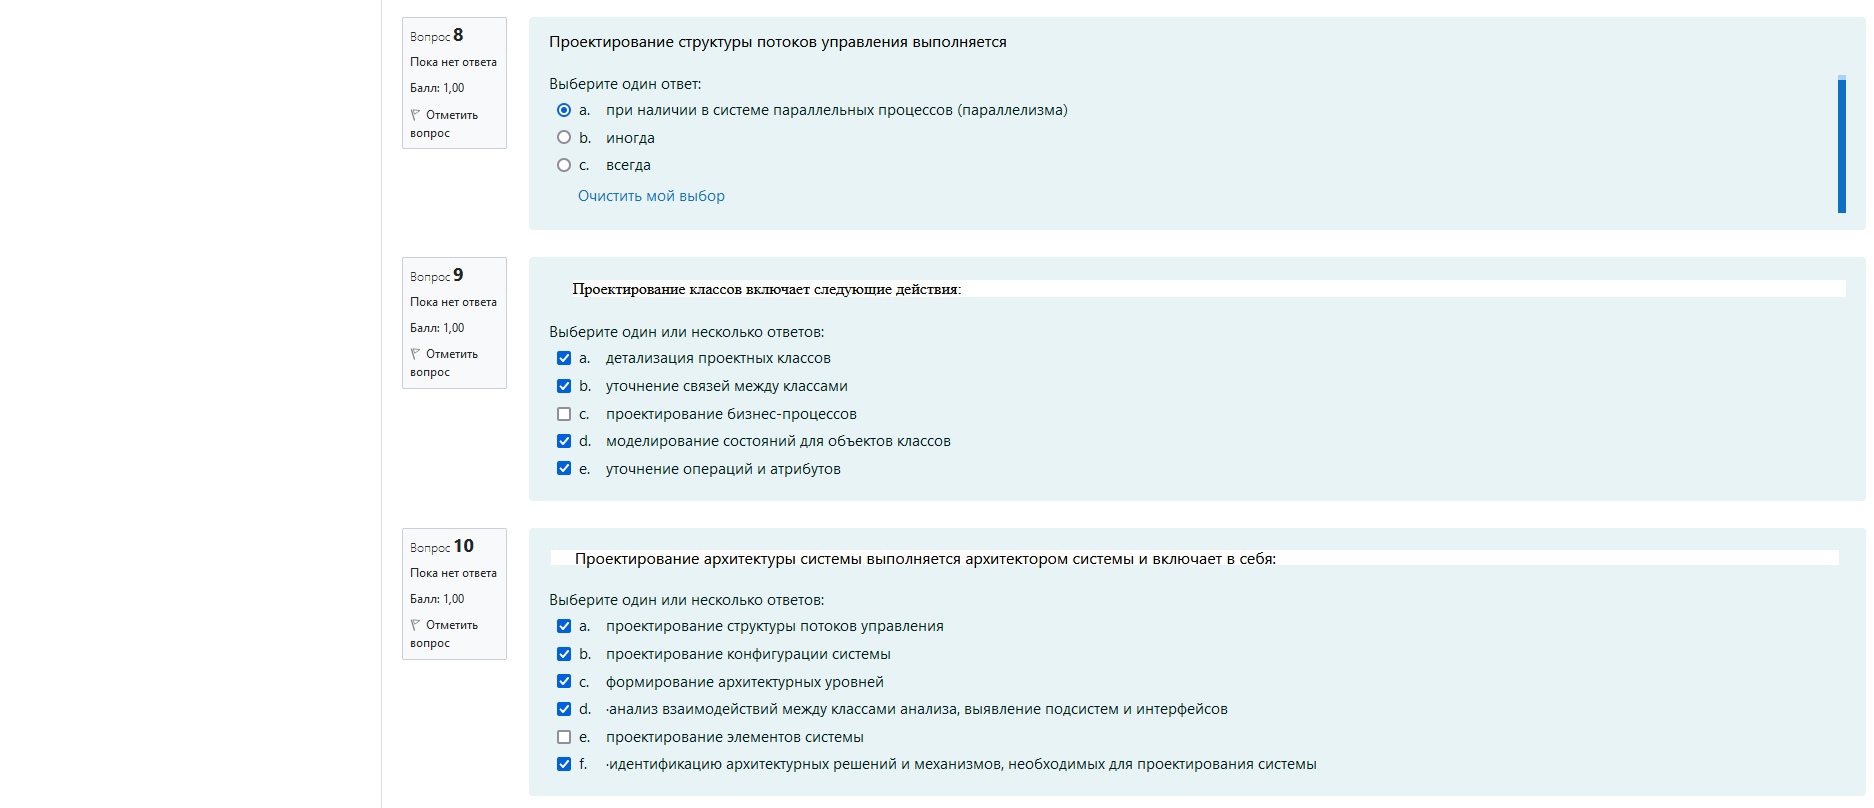 Вопрос 8
Пока нет ответа
Балл: 1,00
Отметить
вопрос
Проектирование структуры потоков управления выполняется
Выберите один ответ:
a. при наличии в системе параллельных процессов (параллелизма)
b. иногда
c. всегда
Очистить мой выбор
Вопрос 9
Пока нет ответа
Балл: 1,00
Отметить
вопрос
Проектирование классов включает следующие действия:
Выберите один или несколько ответов:
a. детализация проектных классов
b. уточнение связей между классами
c. проектирование бизнес-процессов
d. моделирование состояний для объектов классов
e. уточнение операций и атрибутов
Вопрос 10
Пока нет ответа
Балл: 1,00
Отметить
вопрос
Проектирование архитектуры системы выполняется архитектором системы и включает в себя:
Выберите один или несколько ответов:
a. проектирование структуры потоков управления
b. проектирование конфигурации системы
c. формирование архитектурных уровней
d. ·анализ взаимодействий между классами анализа, выявление подсистем и интерфейсов
e. проектирование элементов системы
f. ·идентификацию архитектурных решений и механизмов, необходимых для проектирования системы